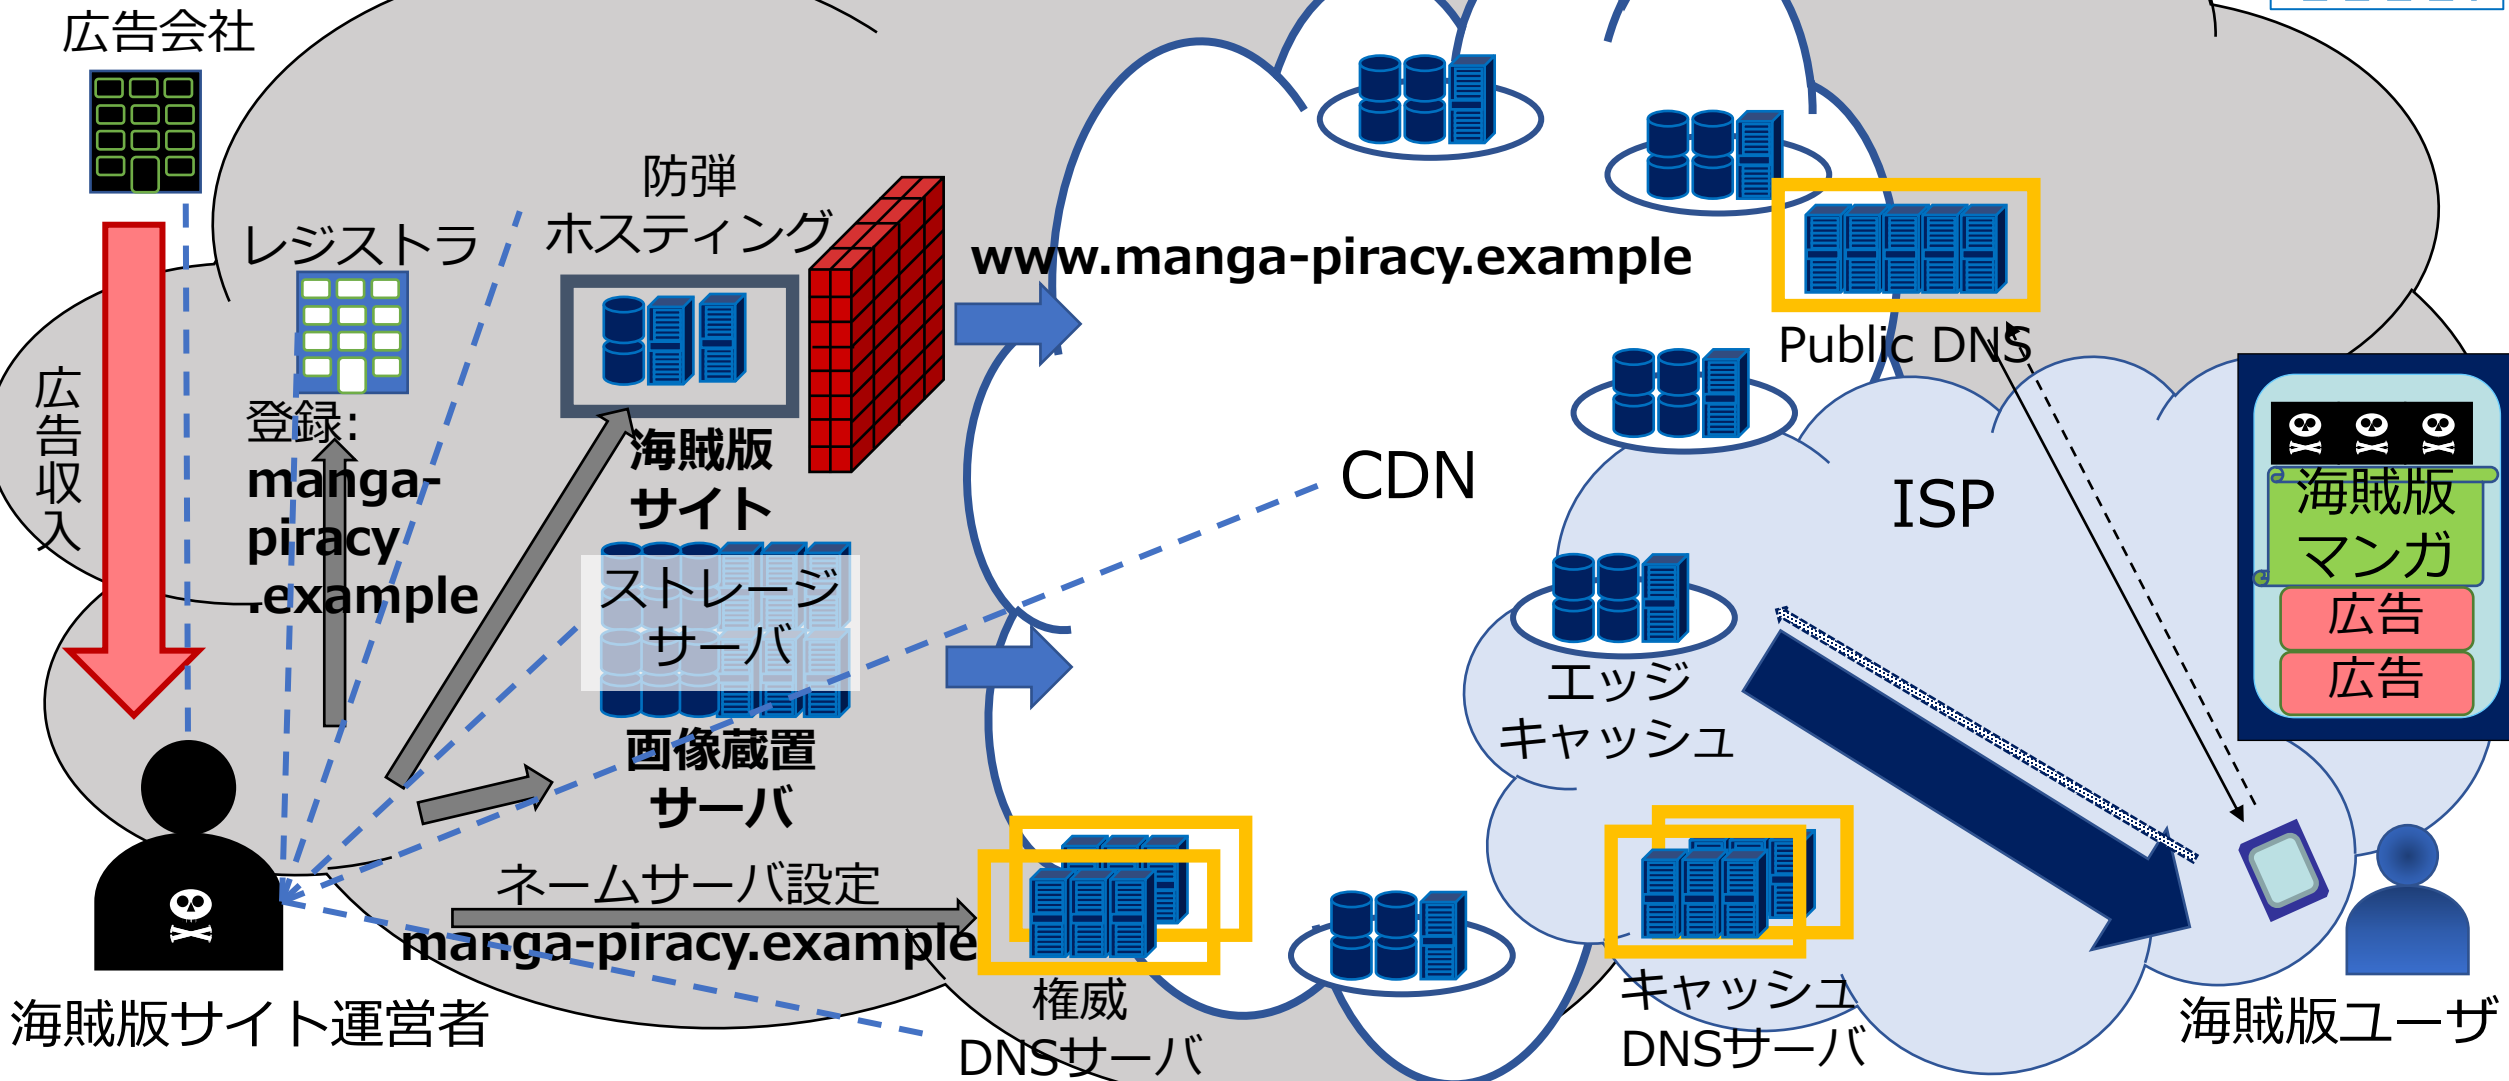 広告会社
防弾
ホスティング
レジストラ
www.manga-piracy.example
Public DNS
広告収入
登録:
manga-
piracy
.example
海賊版
サイト
CDN
ISP
海賊版
マンガ
広告
広告
ストレージ
サーバ
エッジ
キャッシュ
画像蔵置
サーバ
ネームサーバ設定
manga-piracy.example
権威
DNSサーバ
キャッシュ
DNSサーバ
海賊版サイト運営者
海賊版ユーザ